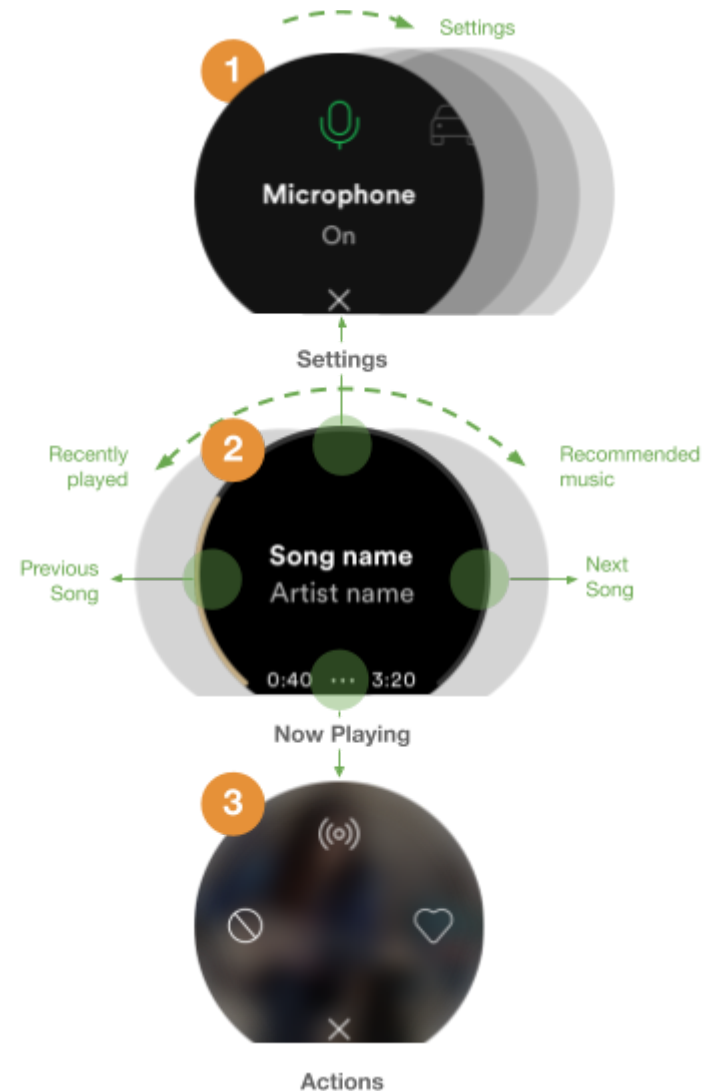 Settings
1
Microphone
On
Settings
2
Recently
played
Recommended
music
Previous
Song
Song name
Artist name
Next
Song
0:40 ··· 3:20
Now Playing
3
Actions